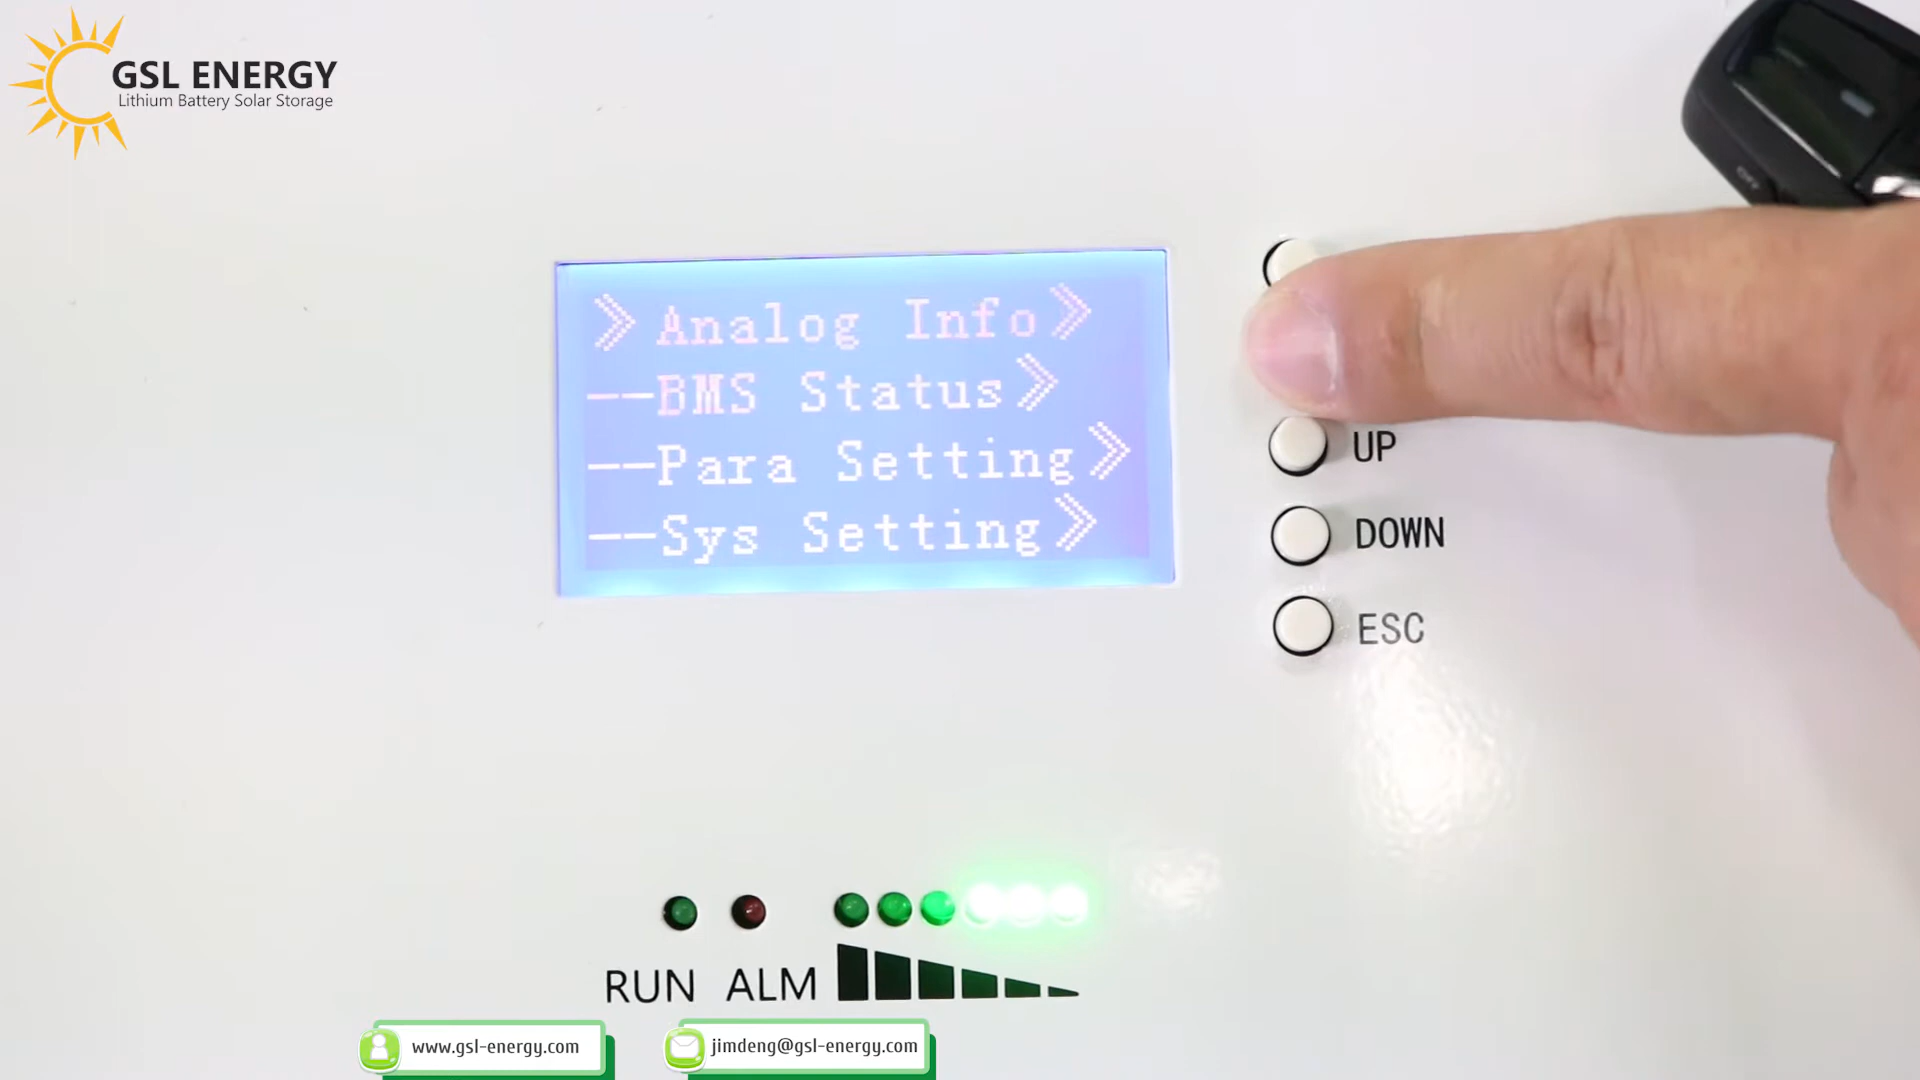 GSL ENERGY
Lithium Battery Solar Storage
》Analog Info》
--BMS Status》
--Para Setting》
--Sys Setting》
UP
DOWN
ESC
RUN ALM
www.gsl-energy.com
jimdeng@gsl-energy.com